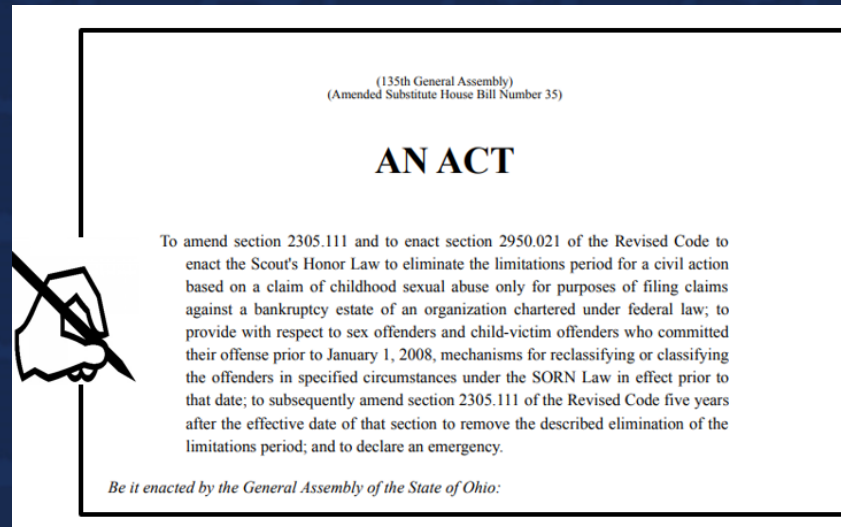 (135th General Assembly)
(Amended Substitute House Bill Number 35)
AN ACT
To amend section 2305.111 and to enact section 2950.021 of the Revised Code to
enact the Scout's Honor Law to eliminate the limitations period for a civil action
based on a claim of childhood sexual abuse only for purposes of filing claims
against a bankruptcy estate of an organization chartered under federal law; to
provide with respect to sex offenders and child-victim offenders who committed
their offense prior to January 1, 2008, mechanisms for reclassifying or classifying
the offenders in specified circumstances under the SORN Law in effect prior to
that date; to subsequently amend section 2305.111 of the Revised Code five years
after the effective date of that section to remove the described elimination of the
limitations period; and to declare an emergency.
Be it enacted by the General Assembly of the State of Ohio: